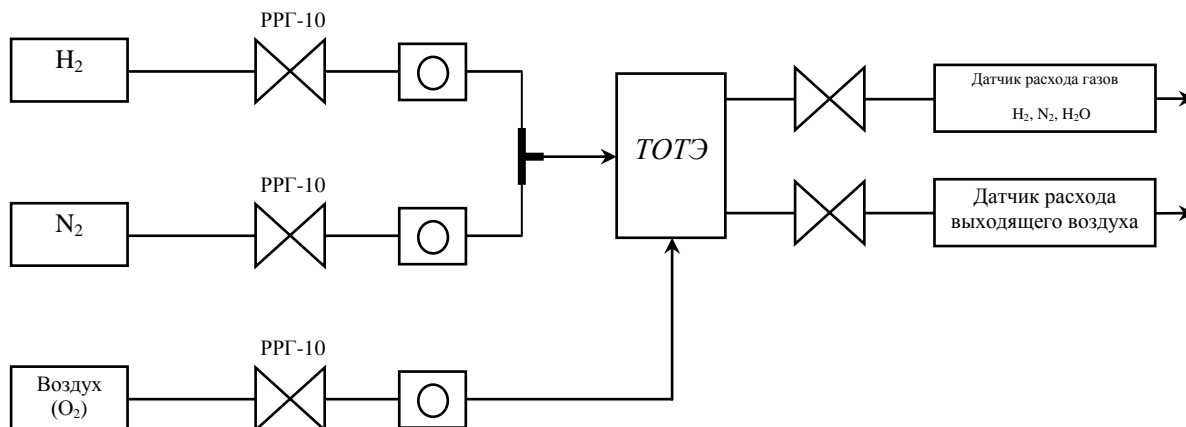 РРГ-10
H₂
Датчик расхода газов
H₂, N₂, H₂O
ТОТЭ
РРГ-10
N₂
Датчик расхода
выходящего воздуха
РРГ-10
Воздух
(O₂)